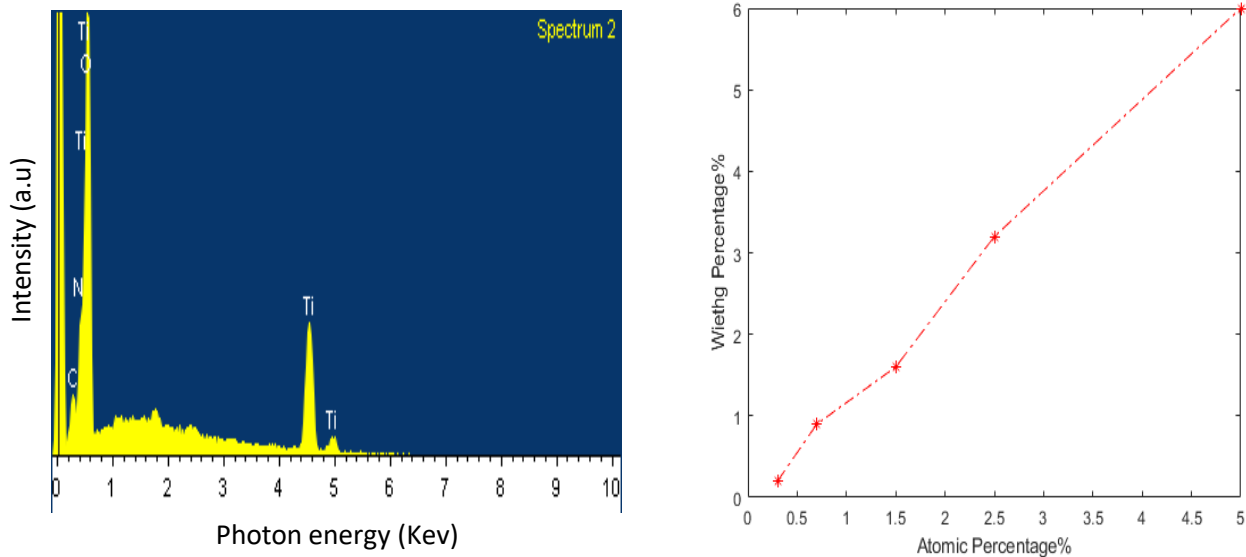 Spectrum 2
Ti
O
Ti
N
C
Ti
Ti
0 1 2 3 4 5 6 7 8 9 10
Photon energy (Kev)
Intensity (a.u)
6
5
4
3
2
1
0
0 0.5 1 1.5 2 2.5 3 3.5 4 4.5 5
Atomic Percentage%
Wiethg Percentage%